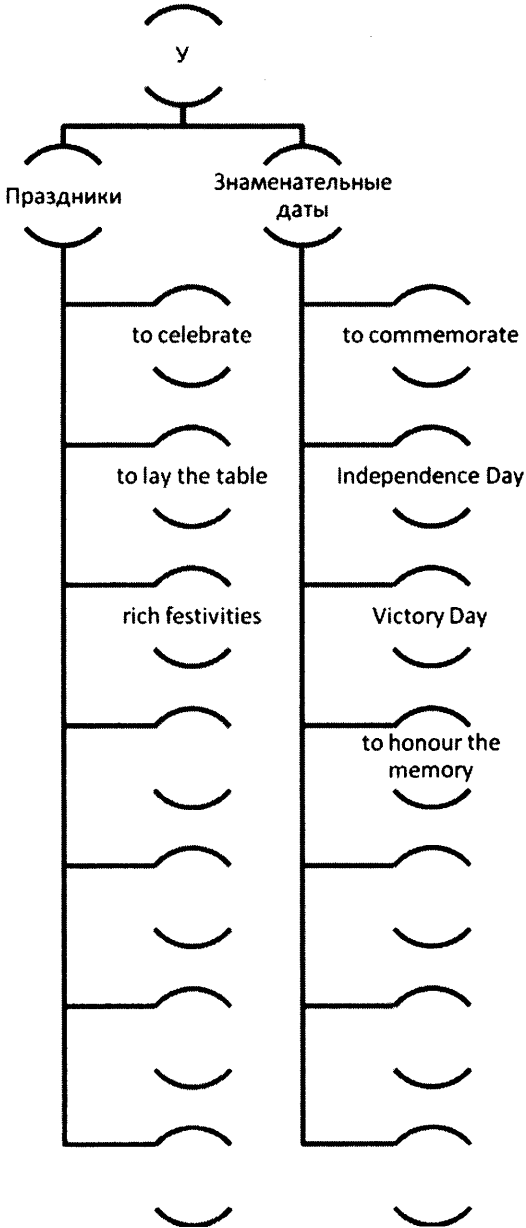 У
Праздники
Знаменательные
даты
to celebrate
to commemorate
to lay the table
Independence Day
rich festivities
Victory Day
to honour the
memory